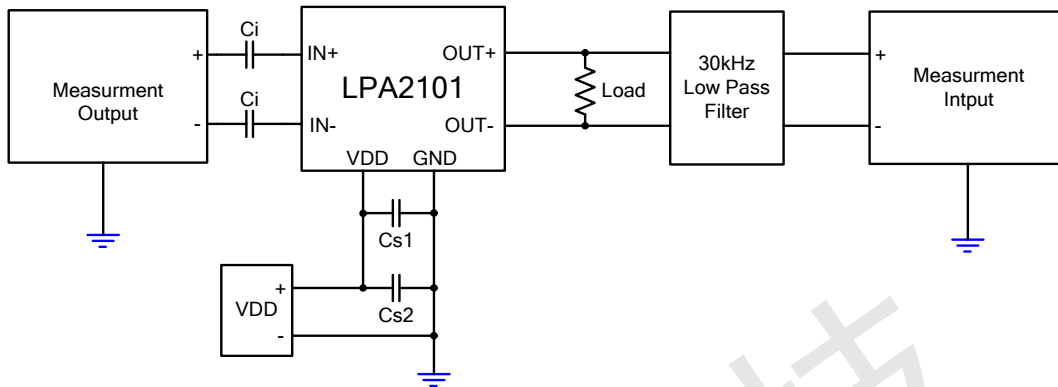 Measurment
Output
+
-
Ci
Ci
IN+
IN-
LPA2101
OUT+
OUT-
VDD
GND
Load
30kHz
Low Pass
Filter
+
-
Measurment
Intput
Cs1
Cs2
VDD
+
-